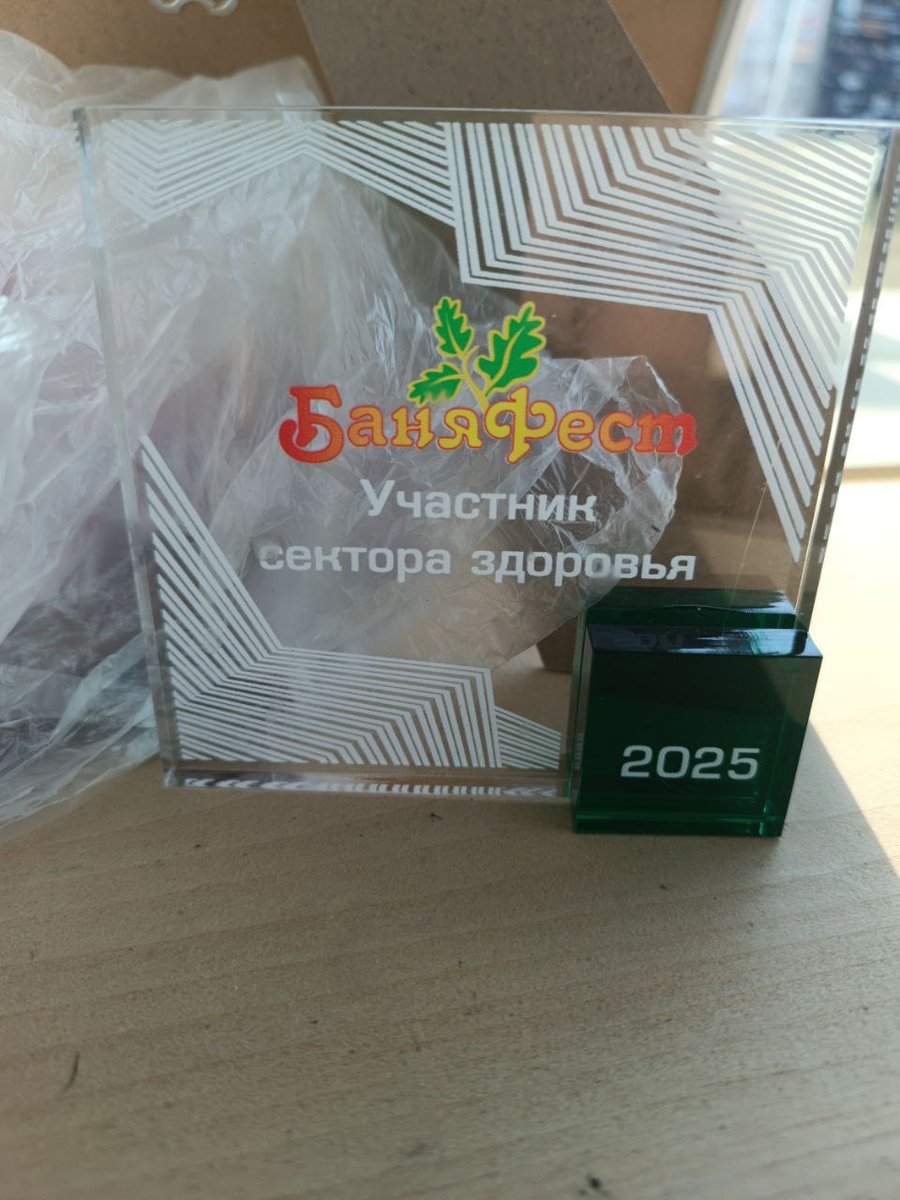 БаняФест
Участник
сектора здоровья
2025